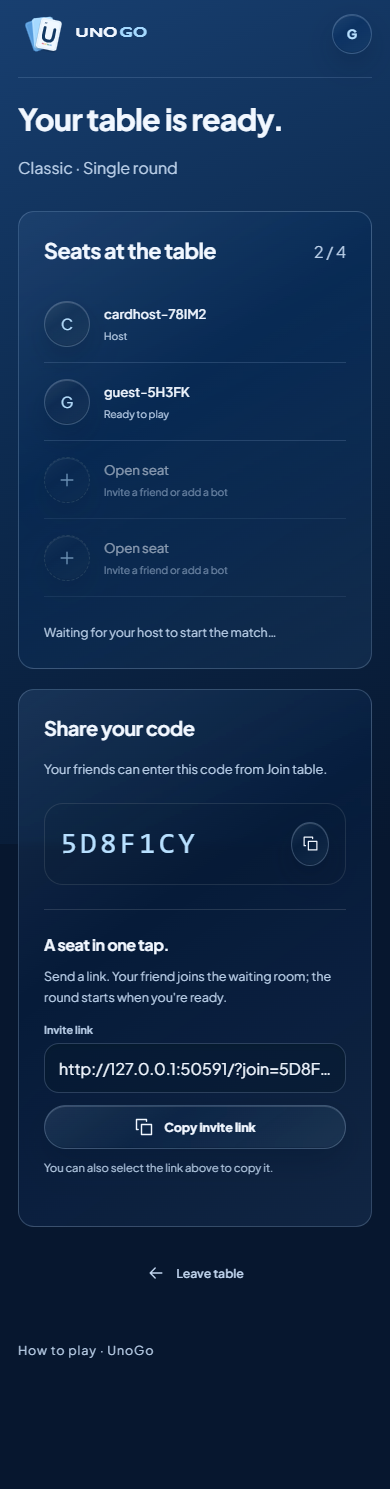 U
UNO GO
G
Your table is ready.
Classic · Single round
Seats at the table
2 / 4
C
cardhost-78IM2
Host
G
guest-5H3FK
Ready to play
Open seat
Invite a friend or add a bot
Open seat
Invite a friend or add a bot
Waiting for your host to start the match…
Share your code
Your friends can enter this code from Join table.
5D8F1CY
A seat in one tap.
Send a link. Your friend joins the waiting room; the
round starts when you're ready.
Invite link
http://127.0.0.1:50591/?join=5D8F…
Copy invite link
You can also select the link above to copy it.
Leave table
How to play · UnoGo